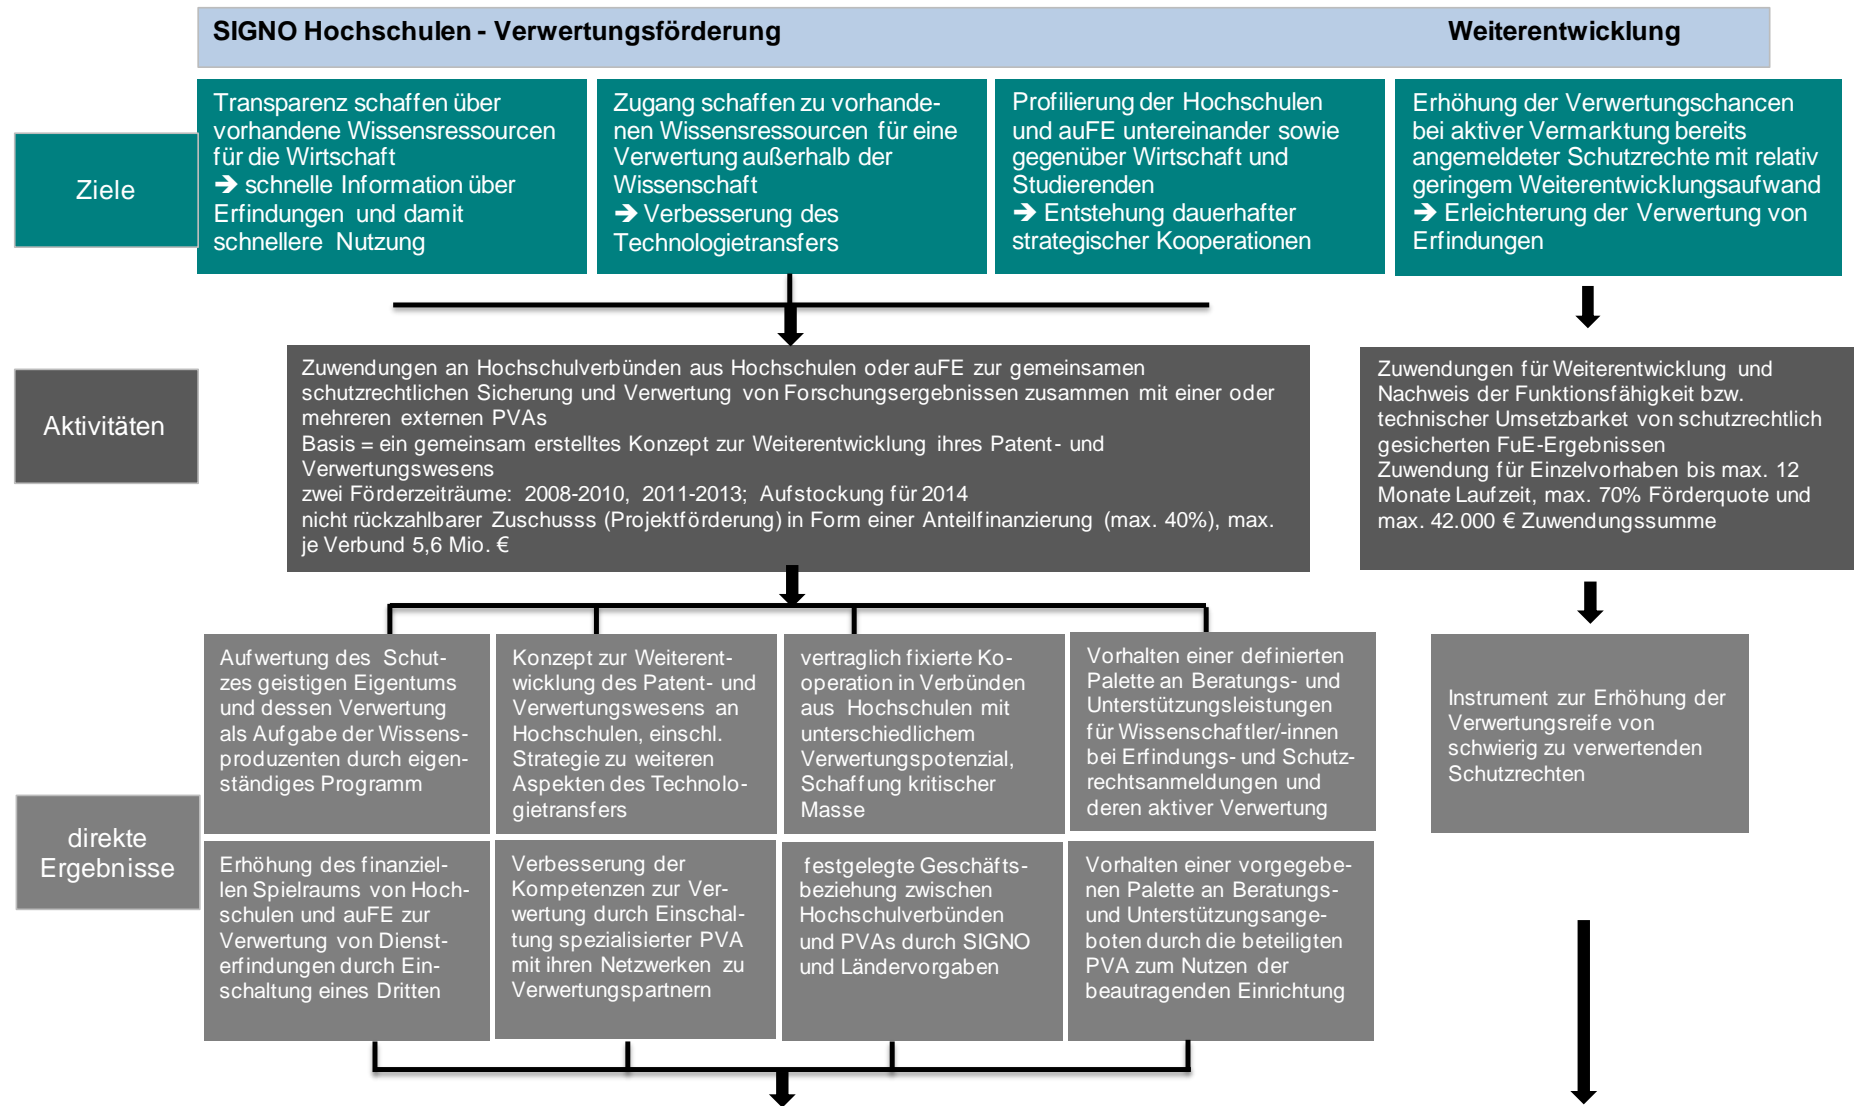 SIGNO Hochschulen - Verwertungsförderung
Weiterentwicklung
Ziele
Transparenz schaffen über
vorhandene Wissensressourcen
für die Wirtschaft
➔ schnelle Information über
Erfindungen und damit
schnellere Nutzung
Zugang schaffen zu vorhande-
nen Wissensressourcen für eine
Verwertung außerhalb der
Wissenschaft
➔ Verbesserung des
Technologietransfers
Profilierung der Hochschulen
und auFE untereinander sowie
gegenüber Wirtschaft und
Studierenden
➔ Entstehung dauerhafter
strategischer Kooperationen
Erhöhung der Verwertungschancen
bei aktiver Vermarktung bereits
angemeldeter Schutzrechte mit relativ
geringem Weiterentwicklungsaufwand
➔ Erleichterung der Verwertung von
Erfindungen
Aktivitäten
Zuwendungen an Hochschulverbünden aus Hochschulen oder auFE zur gemeinsamen
schutzrechtlichen Sicherung und Verwertung von Forschungsergebnissen zusammen mit einer oder
mehreren externen PVAs
Basis = ein gemeinsam erstelltes Konzept zur Weiterentwicklung ihres Patent- und
Verwertungswesens
zwei Förderzeiträume: 2008-2010, 2011-2013; Aufstockung für 2014
nicht rückzahlbarer Zuschusss (Projektförderung) in Form einer Anteilfinanzierung (max. 40%), max.
je Verbund 5,6 Mio. €
Zuwendungen für Weiterentwicklung und
Nachweis der Funktionsfähigkeit bzw.
technischer Umsetzbarket von schutzrechtlich
gesicherten FuE-Ergebnissen
Zuwendung für Einzelvorhaben bis max. 12
Monate Laufzeit, max. 70% Förderquote und
max. 42.000 € Zuwendungssumme
direkte
Ergebnisse
Aufwertung des Schut-
zes geistigen Eigentums
und dessen Verwertung
als Aufgabe der Wissens-
produzenten durch eigen-
ständiges Programm
Konzept zur Weiterent-
wicklung des Patent- und
Verwertungswesens an
Hochschulen, einschl.
Strategie zu weiteren
Aspekten des Technolo-
gietransfers
vertraglich fixierte Ko-
operation in Verbünden
aus Hochschulen mit
unterschiedlichem
Verwertungspotenzial,
Schaffung kritischer
Masse
Vorhalten einer definierten
Palette an Beratungs- und
Unterstützungsleistungen
für Wissenschaftler/-innen
bei Erfindungs- und Schutz-
rechtsanmeldungen und
deren aktiver Verwertung
Instrument zur Erhöhung der
Verwertungsreife von
schwierig zu verwertenden
Schutzrechten
Erhöhung des finanziel-
len Spielraums von Hoch-
schulen und auFE zur
Verwertung von Dienst-
erfindungen durch Ein-
schaltung eines Dritten
Verbesserung der
Kompetenzen zur Ver-
wertung durch Einschal-
tung spezialisierter PVA
mit ihren Netzwerken zu
Verwertungspartnern
festgelegte Geschäfts-
beziehung zwischen
Hochschulverbünden
und PVAs durch SIGNO
und Ländervorgaben
Vorhalten einer vorgegebe-
nen Palette an Beratungs-
und Unterstützungsange-
boten durch die beteiligten
PVA zum Nutzen der
beautragenden Einrichtung